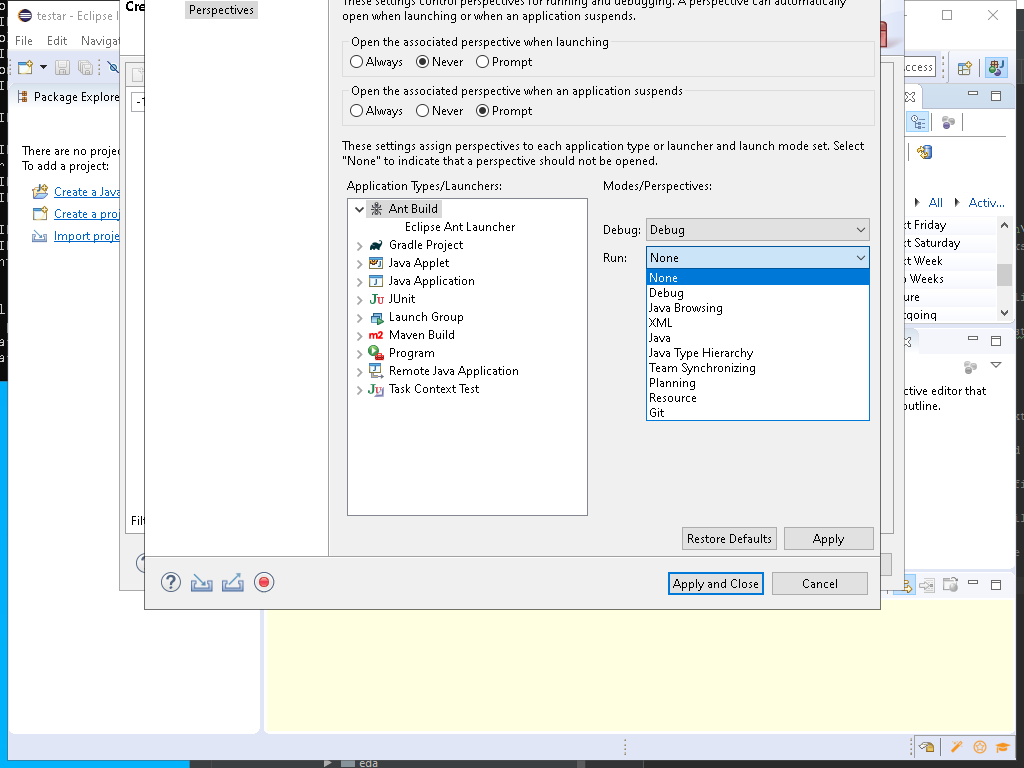 testar - Eclipse I
Cre
Perspectives
These settings control perspectives for running and debugging. A perspective can automatically
open when launching or when an application suspends.
File Edit Navigat
Open the associated perspective when launching
Always Never Prompt
ccess
Package Explore
Open the associated perspective when an application suspends
Always Never Prompt
There are no projec
To add a project:
Create a Java
Create a proj
Import proje
These settings assign perspectives to each application type or launcher and launch mode set. Select
"None" to indicate that a perspective should not be opened.
Application Types/Launchers:
Ant Build
Eclipse Ant Launcher
Gradle Project
Java Applet
Java Application
JUnit
Launch Group
Maven Build
Program
Remote Java Application
Task Context Test
Modes/Perspectives:
Debug: Debug
Run: None
None
Debug
Java Browsing
XML
Java
Java Type Hierarchy
Team Synchronizing
Planning
Resource
Git
All Activ...
xt Friday
xt Saturday
xt Week
o Weeks
ure
tgoing
ctive editor that
outline.
Filt
Restore Defaults Apply
Apply and Close Cancel
eda